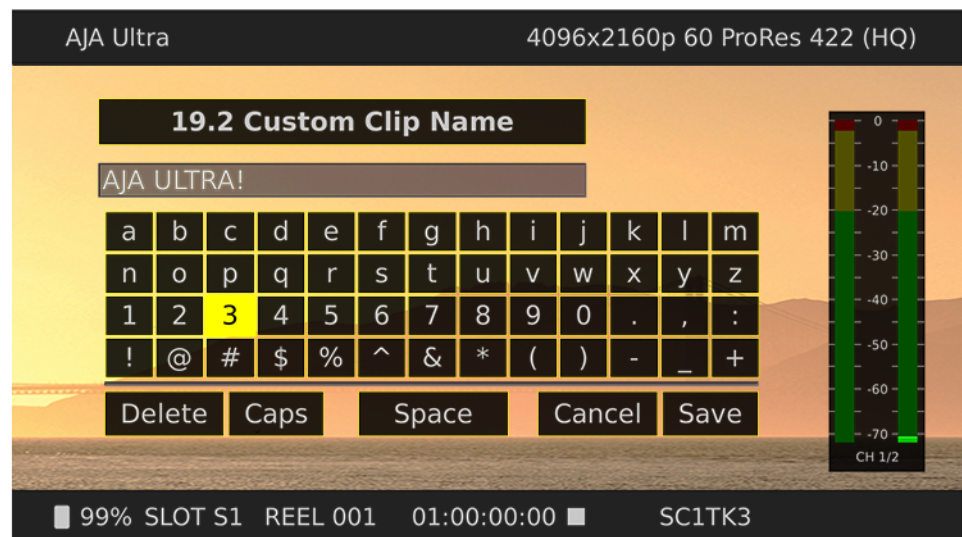 AJA Ultra 4096x2160p 60 ProRes 422 (HQ)
19.2 Custom Clip Name
AJA ULTRA!
a b c d e f g h i j k l m
n o p q r s t u v w x y z
1 2 3 4 5 6 7 8 9 0 . , :
! @ # $ % ^ & * ( ) - _ +
Delete Caps Space Cancel Save
0
-10
-20
-30
-40
-50
-60
-70
CH 1/2
99% SLOT S1 REEL 001 01:00:00:00 SC1TK3